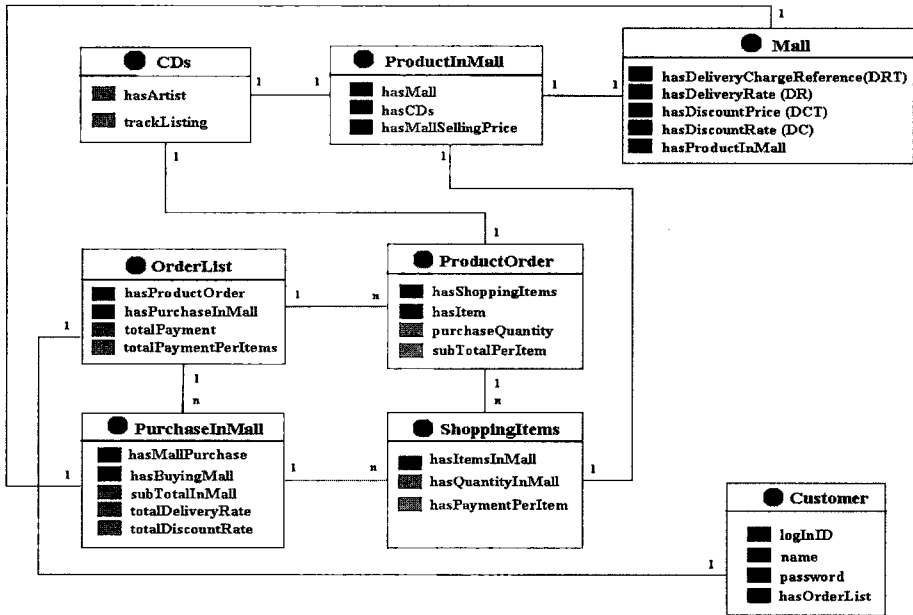 1
n
CDs
hasArtist
trackListing
ProductInMall
hasMall
hasCDs
hasMallSellingPrice
Mall
hasDeliveryChargeReference(DRT)
hasDeliveryRate (DR)
hasDiscountPrice (DCT)
hasDiscountRate (DC)
hasProductInMall
1
1
1
1
1
1
1
OrderList
hasProductOrder
hasPurchaseInMall
totalPayment
totalPaymentPerItems
ProductOrder
hasShoppingItems
hasItem
purchaseQuantity
subTotalPerItem
1
n
1
1
n
1
n
PurchaseInMall
hasMallPurchase
hasBuyingMall
subTotalInMall
totalDeliveryRate
totalDiscountRate
ShoppingItems
hasItemsInMall
hasQuantityInMall
hasPaymentPerItem
1
1
n
1
Customer
logInID
name
password
hasOrderList
1